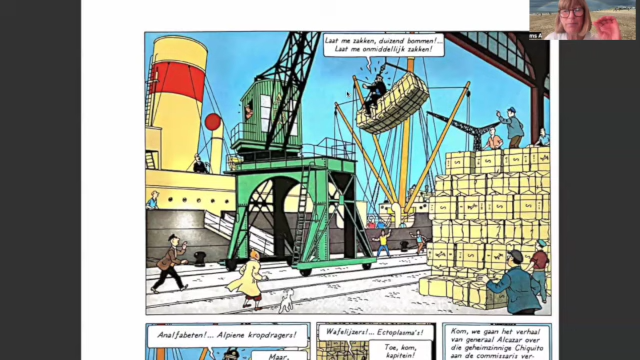 Laat me zakken, duizend bommen!...
Laat me onmiddellijk zakken!
Analfabeten!... Alpiene kropdragers!
Maar,
Wafelijzers!... Ectoplasma's!
Toe, kom,
kapitein!
Kom, we gaan het verhaal
van generaal Alcazar over
die geheimzinnige Chiquito
aan de commissaris ver-